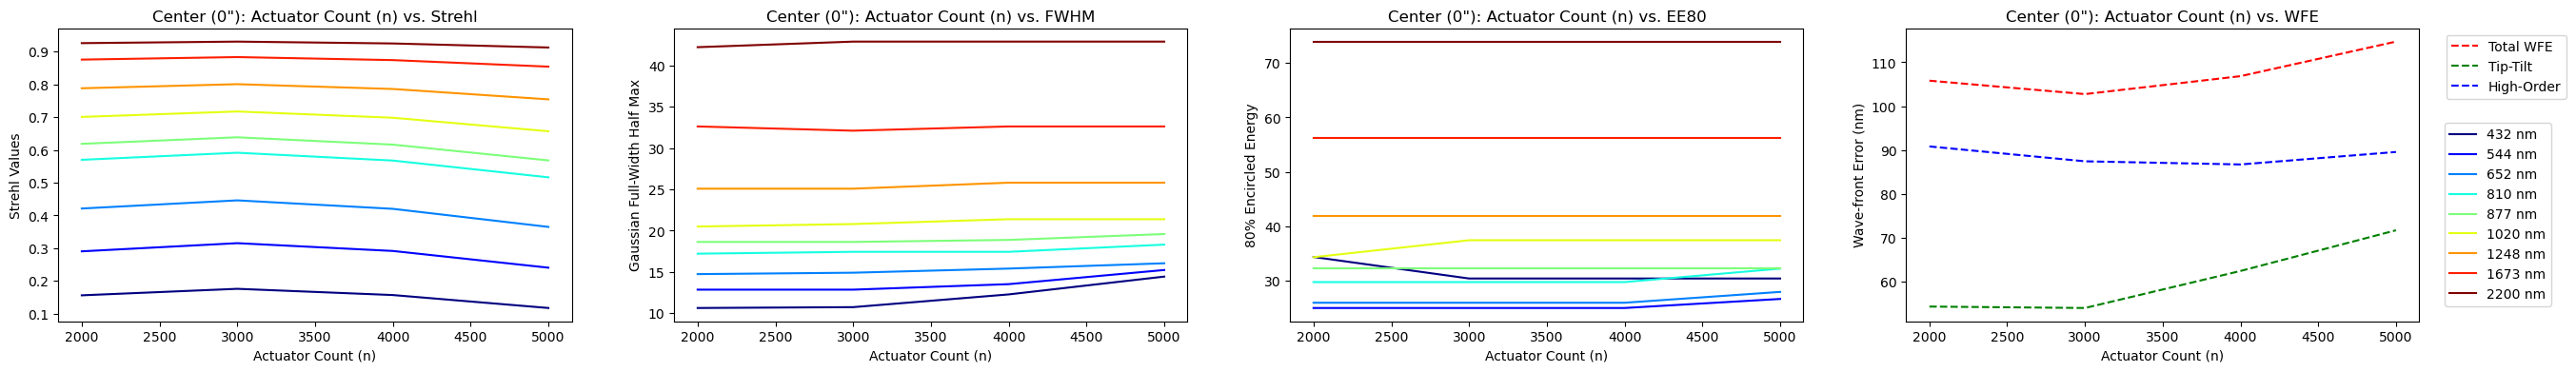 Center (0"): Actuator Count (n) vs. Strehl
Strehl Values
0.9
0.8
0.7
0.6
0.5
0.4
0.3
0.2
0.1
2000 2500 3000 3500 4000 4500 5000
Actuator Count (n)
Center (0"): Actuator Count (n) vs. FWHM
Gaussian Full-Width Half Max
40
35
30
25
20
15
10
2000 2500 3000 3500 4000 4500 5000
Actuator Count (n)
Center (0"): Actuator Count (n) vs. EE80
80% Encircled Energy
70
60
50
40
30
2000 2500 3000 3500 4000 4500 5000
Actuator Count (n)
Center (0"): Actuator Count (n) vs. WFE
Wave-front Error (nm)
110
100
90
80
70
60
2000 2500 3000 3500 4000 4500 5000
Actuator Count (n)
Total WFE
Tip-Tilt
High-Order
432 nm
544 nm
652 nm
810 nm
877 nm
1020 nm
1248 nm
1673 nm
2200 nm